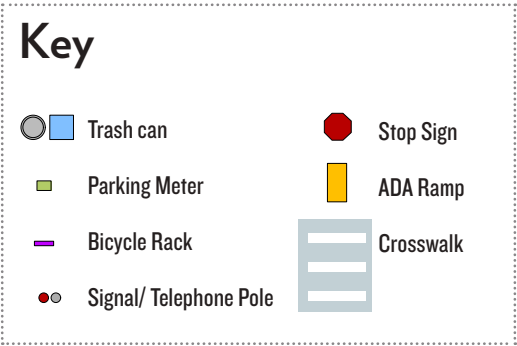 Key
Trash can
Parking Meter
Bicycle Rack
Signal/ Telephone Pole
Stop Sign
ADA Ramp
Crosswalk